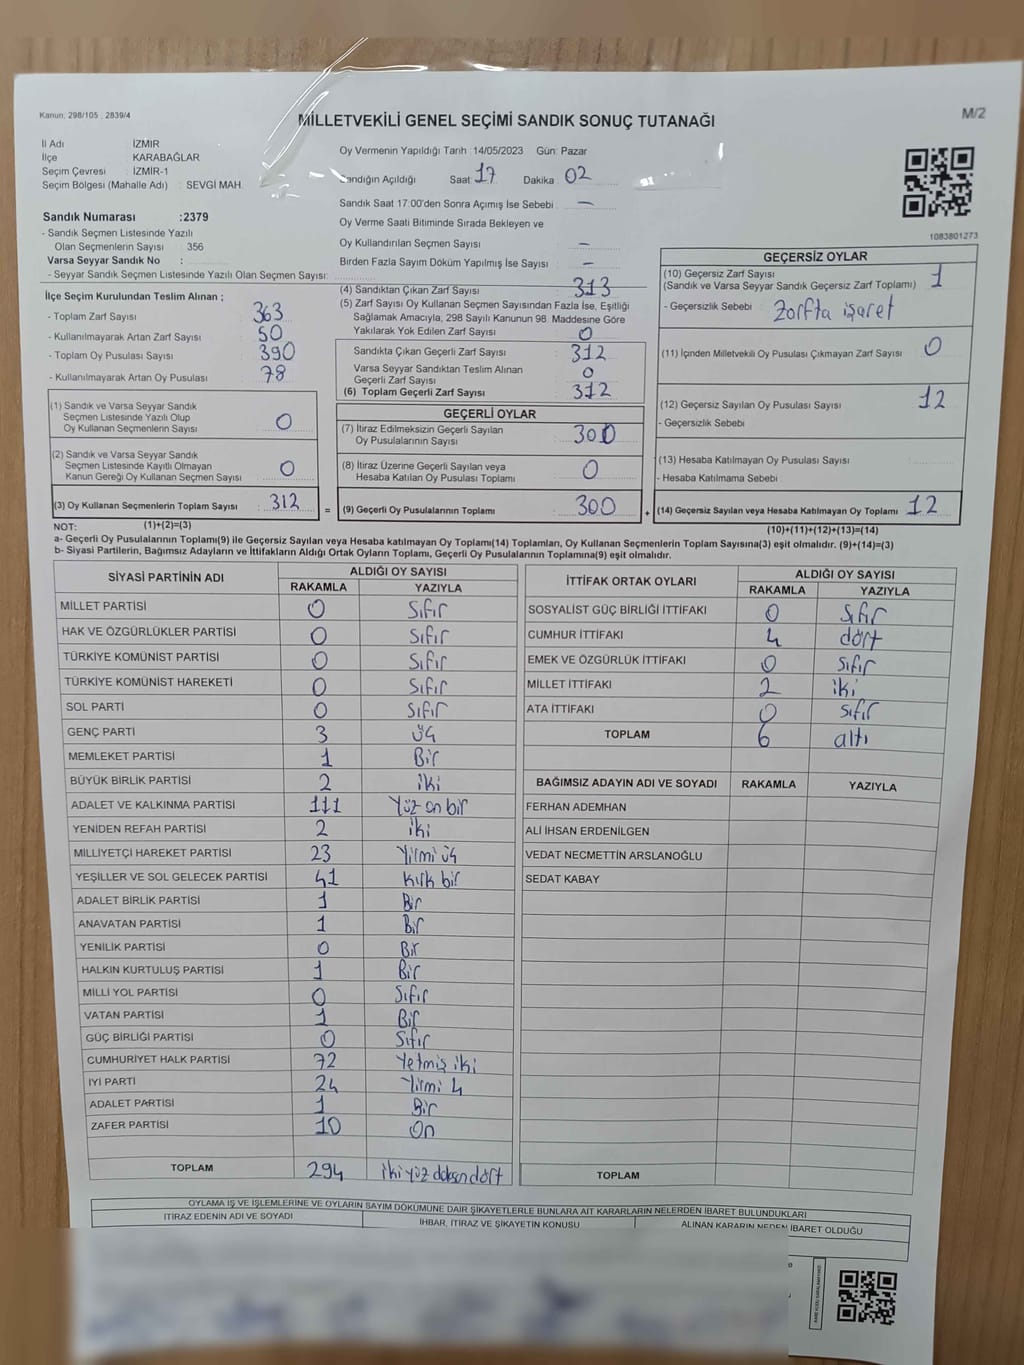 Kanun: 298/105 , 2839/4
M/2
MİLLETVEKİLİ GENEL SEÇİMİ SANDIK SONUÇ TUTANAĞI
İl Adı : İZMİR
İlçe KARABAĞLAR
Seçim Çevresi : İZMİR-1
Seçim Bölgesi (Mahalle Adı) : SEVGİ MAH.
Oy Vermenin Yapıldığı Tarih : 14/05/2023 Gün: Pazar
Sandığın Açıldığı Saat : 17 Dakika : 02
Sandık Saat 17:00'den Sonra Açımış İse Sebebi : –
Oy Verme Saati Bitiminde Sırada Bekleyen ve
Oy Kullandırılan Seçmen Sayısı : –
Birden Fazla Sayım Döküm Yapılmış İse Sayısı : –
1083801273
Sandık Numarası :2379
- Sandık Seçmen Listesinde Yazılı
Olan Seçmenlerin Sayısı : 356
Varsa Seyyar Sandık No :
- Seyyar Sandık Seçmen Listesinde Yazılı Olan Seçmen Sayısı:
İlçe Seçim Kurulundan Teslim Alınan ;
- Toplam Zarf Sayısı : 363
- Kullanılmayarak Artan Zarf Sayısı : 50
- Toplam Oy Pusulası Sayısı : 390
- Kullanılmayarak Artan Oy Pusulası : 78
(4) Sandıktan Çıkan Zarf Sayısı : 313
(5) Zarf Sayısı Oy Kullanan Seçmen Sayısından Fazla İse, Eşitliği
Sağlamak Amacıyla, 298 Sayılı Kanunun 98. Maddesine Göre
Yakılarak Yok Edilen Zarf Sayısı : 0
Sandıkta Çıkan Geçerli Zarf Sayısı : 312
Varsa Seyyar Sandıktan Teslim Alınan
Geçerli Zarf Sayısı : 0
(6) Toplam Geçerli Zarf Sayısı : 312
GEÇERSİZ OYLAR
(10) Geçersiz Zarf Sayısı : 1
(Sandık ve Varsa Seyyar Sandık Geçersiz Zarf Toplamı)
- Geçersizlik Sebebi : Zarfta işaret
(11) İçinden Milletvekili Oy Pusulası Çıkmayan Zarf Sayısı : 0
(12) Geçersiz Sayılan Oy Pusulası Sayısı : 12
- Geçersizlik Sebebi :
(13) Hesaba Katılmayan Oy Pusulası Sayısı :
- Hesaba Katılmama Sebebi :
(14) Geçersiz Sayılan veya Hesaba Katılmayan Oy Toplamı : 12
(10)+(11)+(12)+(13)=(14)
(1) Sandık ve Varsa Seyyar Sandık
Seçmen Listesinde Yazılı Olup
Oy Kullanan Seçmenlerin Sayısı : 0
(2) Sandık ve Varsa Seyyar Sandık
Seçmen Listesinde Kayıtlı Olmayan
Kanun Gereği Oy Kullanan Seçmen Sayısı : 0
(3) Oy Kullanan Seçmenlerin Toplam Sayısı : 312 =
(1)+(2)=(3)
GEÇERLİ OYLAR
(7) İtiraz Edilmeksizin Geçerli Sayılan
Oy Pusulalarının Sayısı : 300
(8) İtiraz Üzerine Geçerli Sayılan veya
Hesaba Katılan Oy Pusulası Toplamı : 0
(9) Geçerli Oy Pusulalarının Toplamı : 300 +
NOT:
a- Geçerli Oy Pusulalarının Toplamı(9) ile Geçersiz Sayılan veya Hesaba katılmayan Oy Toplamı(14) Toplamları, Oy Kullanan Seçmenlerin Toplam Sayısına(3) eşit olmalıdır. (9)+(14)=(3)
b- Siyasi Partilerin, Bağımsız Adayların ve İttifakların Aldığı Ortak Oyların Toplamı, Geçerli Oy Pusulalarının Toplamına(9) eşit olmalıdır.
SİYASİ PARTİNİN ADI ALDIĞI OY SAYISI
RAKAMLA YAZIYLA
MİLLET PARTİSİ 0 Sıfır
HAK VE ÖZGÜRLÜKLER PARTİSİ 0 Sıfır
TÜRKİYE KOMÜNİST PARTİSİ 0 Sıfır
TÜRKİYE KOMÜNİST HAREKETİ 0 Sıfır
SOL PARTİ 0 Sıfır
GENÇ PARTİ 3 üç
MEMLEKET PARTİSİ 1 Bir
BÜYÜK BİRLİK PARTİSİ 2 iki
ADALET VE KALKINMA PARTİSİ 111 Yüz on bir
YENİDEN REFAH PARTİSİ 2 iki
MİLLİYETÇİ HAREKET PARTİSİ 23 Yirmi üç
YEŞİLLER VE SOL GELECEK PARTİSİ 41 kırk bir
ADALET BİRLİK PARTİSİ 1 Bir
ANAVATAN PARTİSİ 1 Bir
YENİLİK PARTİSİ 0 Bir
HALKIN KURTULUŞ PARTİSİ 1 Bir
MİLLİ YOL PARTİSİ 0 Sıfır
VATAN PARTİSİ 1 Bir
GÜÇ BİRLİĞİ PARTİSİ 0 Sıfır
CUMHURİYET HALK PARTİSİ 72 Yetmiş iki
İYİ PARTİ 24 Yirmi 4
ADALET PARTİSİ 1 Bir
ZAFER PARTİSİ 10 On
TOPLAM 294 iki yüz doksan dört
İTTİFAK ORTAK OYLARI ALDIĞI OY SAYISI
RAKAMLA YAZIYLA
SOSYALİST GÜÇ BİRLİĞİ İTTİFAKI 0 Sıfır
CUMHUR İTTİFAKI 4 dört
EMEK VE ÖZGÜRLÜK İTTİFAKI 0 Sıfır
MİLLET İTTİFAKI 2 iki
ATA İTTİFAKI 0 sıfır
TOPLAM 6 altı
BAĞIMSIZ ADAYIN ADI VE SOYADI RAKAMLA YAZIYLA
FERHAN ADEMHAN
ALİ İHSAN ERDENİLGEN
VEDAT NECMETTİN ARSLANOĞLU
SEDAT KABAY
TOPLAM
OYLAMA İŞ VE İŞLEMLERİNE VE OYLARIN SAYIM DÖKÜMÜNE DAİR ŞİKAYETLERLE BUNLARA AİT KARARLARIN NELERDEN İBARET BULUNDUKLARI
İTİRAZ EDENİN ADI VE SOYADI İHBAR, İTİRAZ VE ŞİKAYETİN KONUSU ALINAN KARARIN NEDEN İBARET OLDUĞU